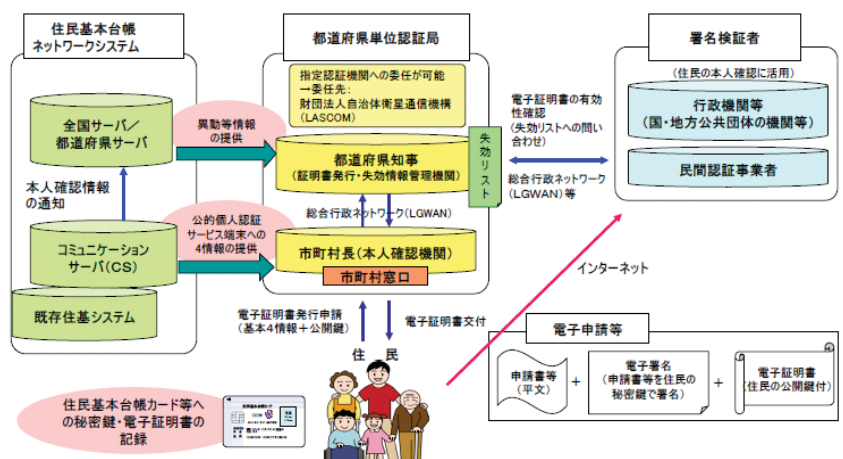 住民基本台帳
ネットワークシステム
全国サーバ／
都道府県サーバ
本人確認情報
の通知
コミュニケーション
サーバ(CS)
既存住基システム
異動等情報
の提供
公的個人認証
サービス端末への
4情報の提供
都道府県単位認証局
指定認証機関への委任が可能
→委任先：
財団法人自治体衛星通信機構
(LASCOM)
都道府県知事
(証明書発行・失効情報管理機関)
失効リスト
総合行政ネットワーク(LGWAN)
市町村長(本人確認機関)
市町村窓口
電子証明書発行申請
(基本4情報＋公開鍵)
電子証明書交付
住　民
住民基本台帳カード等へ
の秘密鍵・電子証明書の
記録
電子証明書の有効
性確認
(失効リストへの問い
合わせ)
総合行政ネットワーク
(LGWAN)等
署名検証者
(住民の本人確認に活用)
行政機関等
(国・地方公共団体の機関等)
民間認証事業者
インターネット
電子申請等
申請書等
(平文)
＋
電子署名
(申請書等を住民の
秘密鍵で署名)
＋
電子証明書
(住民の公開鍵付)